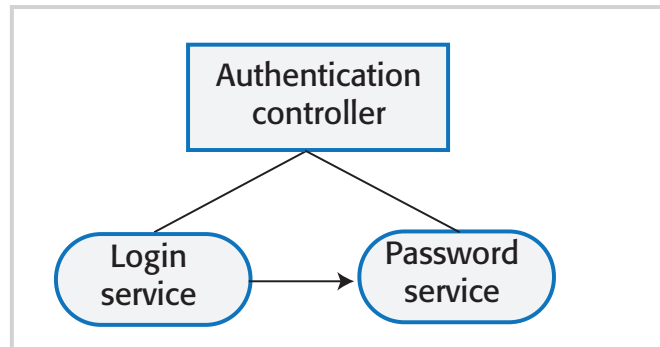 Authentication
controller
Login
service
Password
service